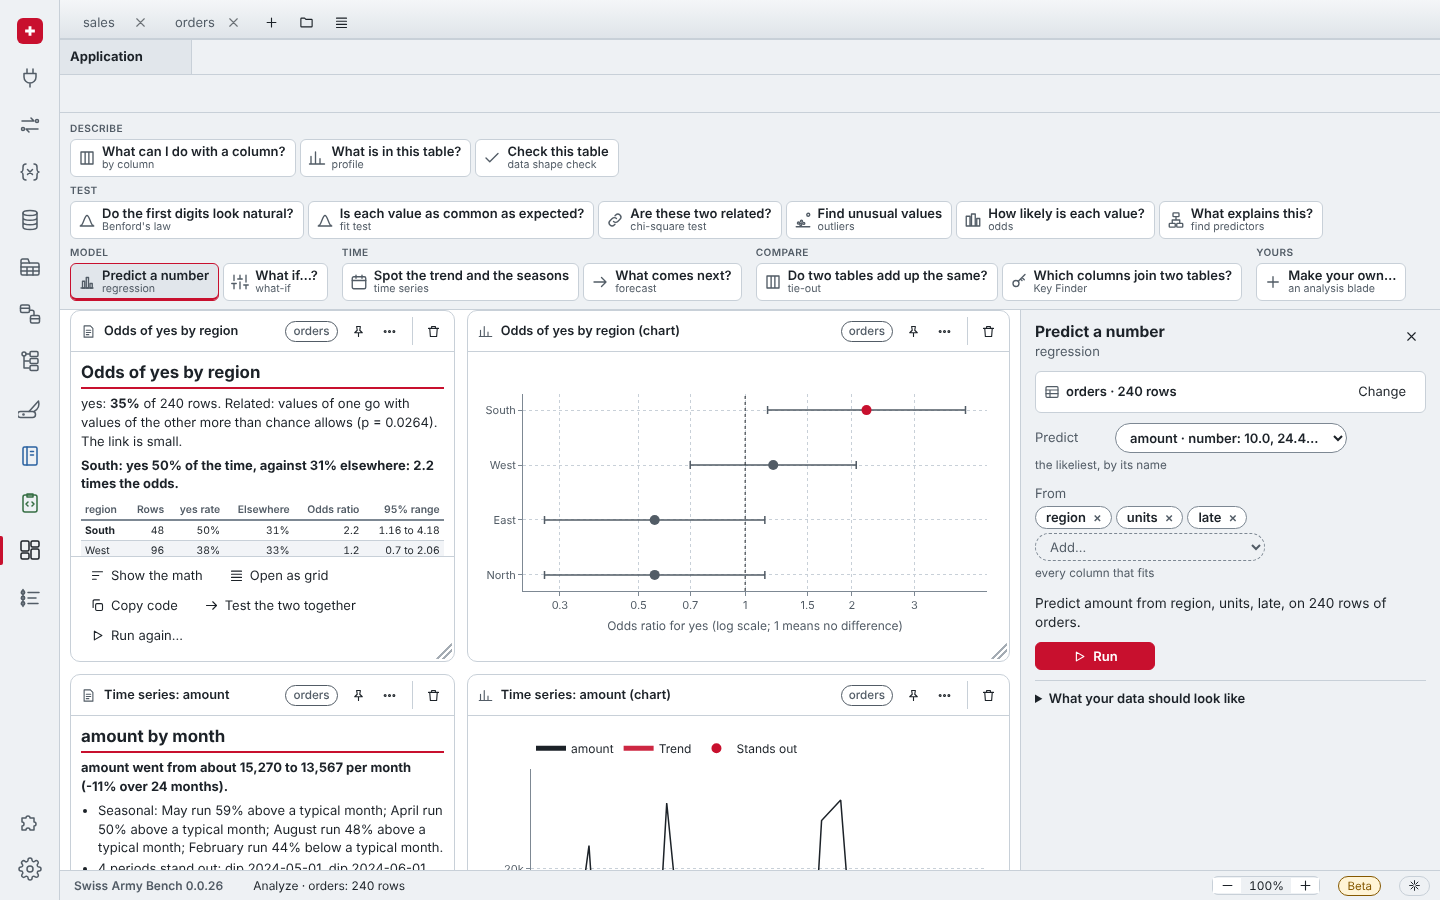 sales
orders
Application
DESCRIBE
What can I do with a column?
by column
What is in this table?
profile
Check this table
data shape check
TEST
Do the first digits look natural?
Benford's law
Is each value as common as expected?
fit test
Are these two related?
chi-square test
Find unusual values
outliers
How likely is each value?
odds
What explains this?
find predictors
MODEL
Predict a number
regression
What if...?
what-if
TIME
Spot the trend and the seasons
time series
What comes next?
forecast
COMPARE
Do two tables add up the same?
tie-out
Which columns join two tables?
Key Finder
YOURS
Make your own...
an analysis blade
Odds of yes by region
orders
Odds of yes by region
yes: 35% of 240 rows. Related: values of one go with
values of the other more than chance allows (p = 0.0264).
The link is small.
South: yes 50% of the time, against 31% elsewhere: 2.2
times the odds.
region Rows yes rate Elsewhere Odds ratio 95% range
South 48 50% 31% 2.2 1.16 to 4.18
West 96 38% 33% 1.2 0.7 to 2.06
Show the math
Open as grid
Copy code
Test the two together
Run again...
Odds of yes by region (chart)
orders
South
West
East
North
0.3 0.5 0.7 1 1.5 2 3
Odds ratio for yes (log scale; 1 means no difference)
Time series: amount
orders
amount by month
amount went from about 15,270 to 13,567 per month
(-11% over 24 months).
• Seasonal: May run 59% above a typical month; April run
50% above a typical month; August run 48% above a
typical month; February run 44% below a typical month.
• 4 periods stand out: dip 2024-05-01, dip 2024-06-01,
Time series: amount (chart)
orders
amount Trend Stands out
20k
Predict a number
regression
orders · 240 rows
Change
Predict
amount · number: 10.0, 24.4...
the likeliest, by its name
From
region ×
units ×
late ×
Add...
every column that fits
Predict amount from region, units, late, on 240 rows of
orders.
Run
What your data should look like
Swiss Army Bench 0.0.26
Analyze · orders: 240 rows
100%
Beta